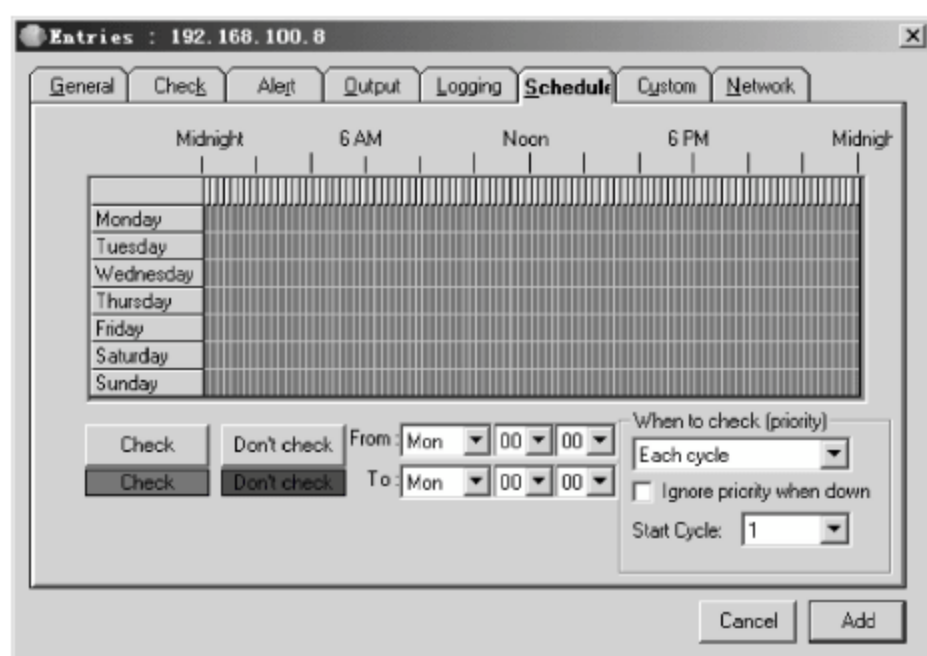 Entries : 192.168.100.8
General Check Alert Output Logging Schedule Custom Network
Midnight 6 AM Noon 6 PM Midnigh
Monday
Tuesday
Wednesday
Thursday
Friday
Saturday
Sunday
Check Don't check From: Mon 00 00
Check Don't check To: Mon 00 00
When to check (priority)
Each cycle
Ignore priority when down
Start Cycle: 1
Cancel Add